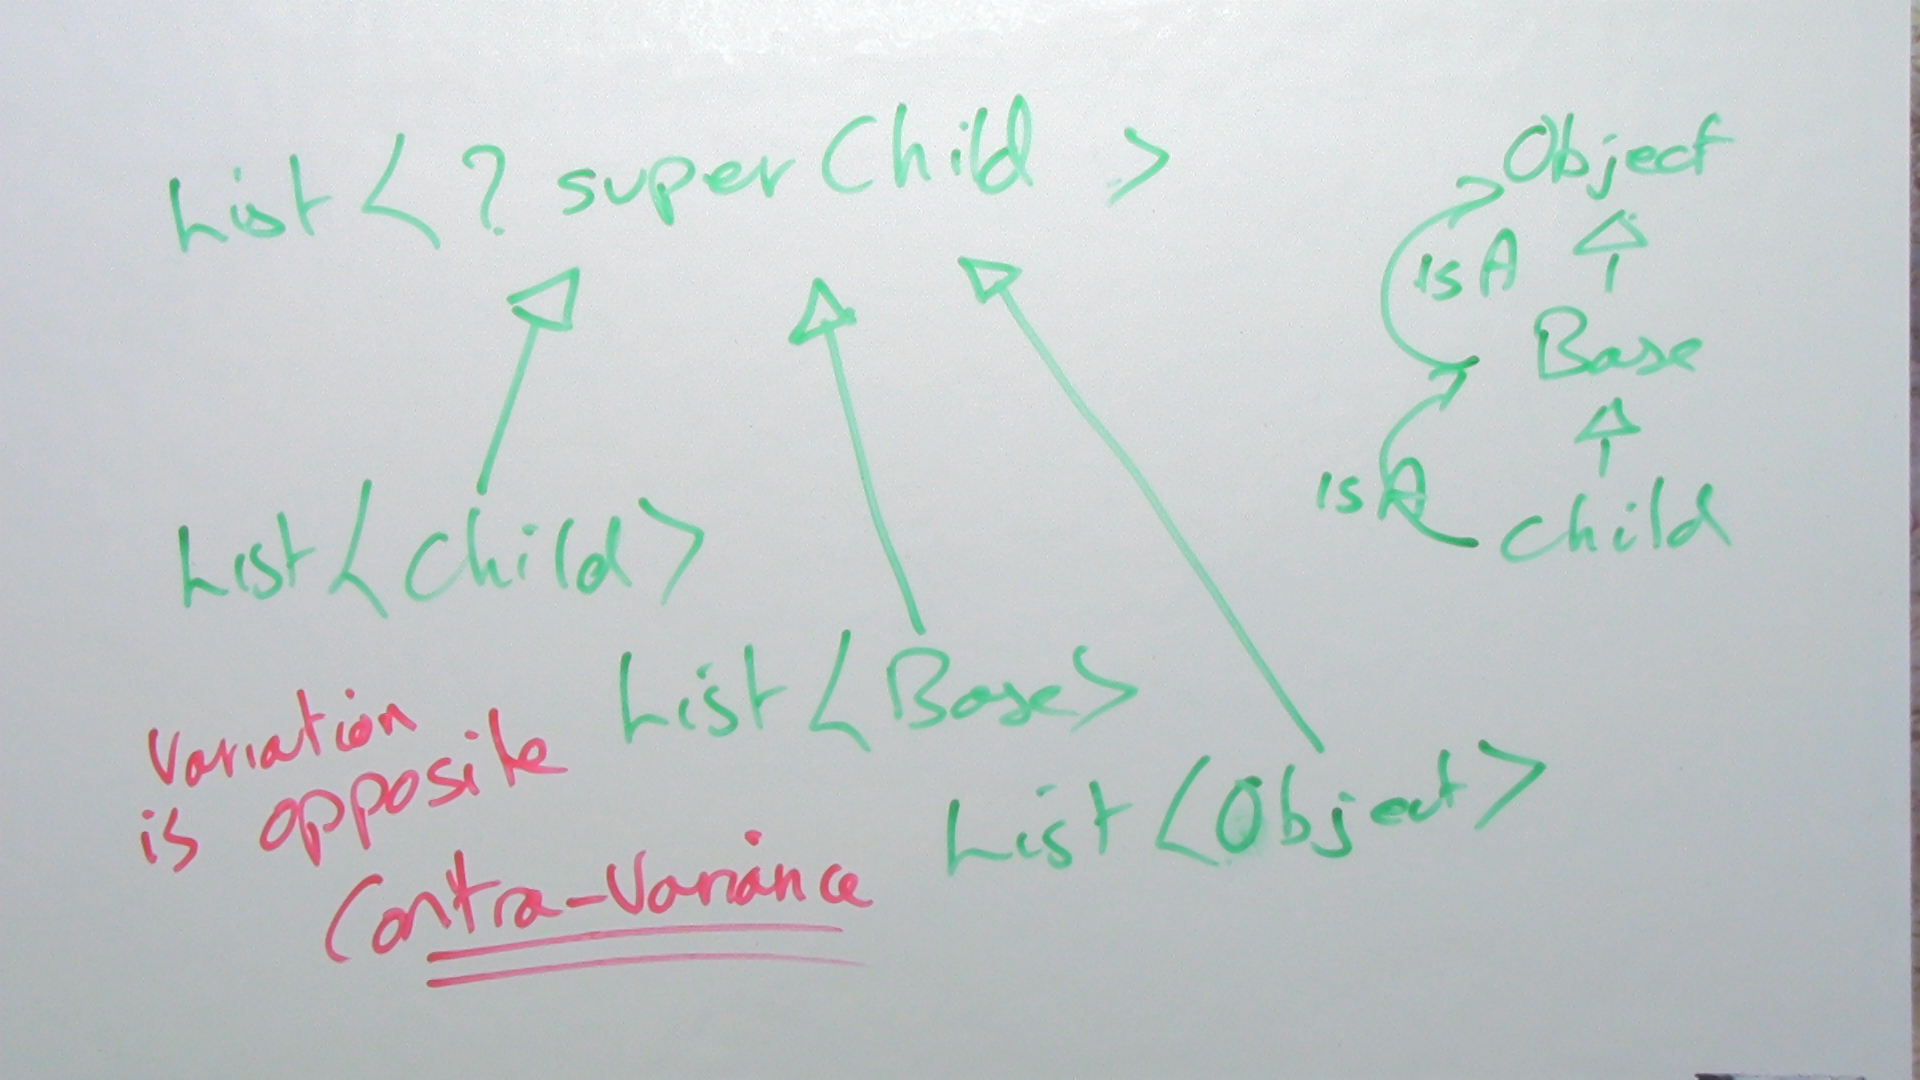 List < ? super Child >
Object
is A
Base
is A
child
List <child>
List <Base>
List <Object>
Variation
is opposite
Contra-Variance